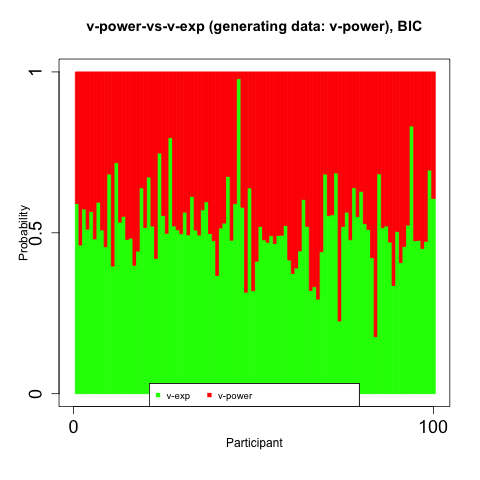 v-power-vs-v-exp (generating data: v-power), BIC
1
0.5
0
Probability
v-exp v-power
0 100
Participant